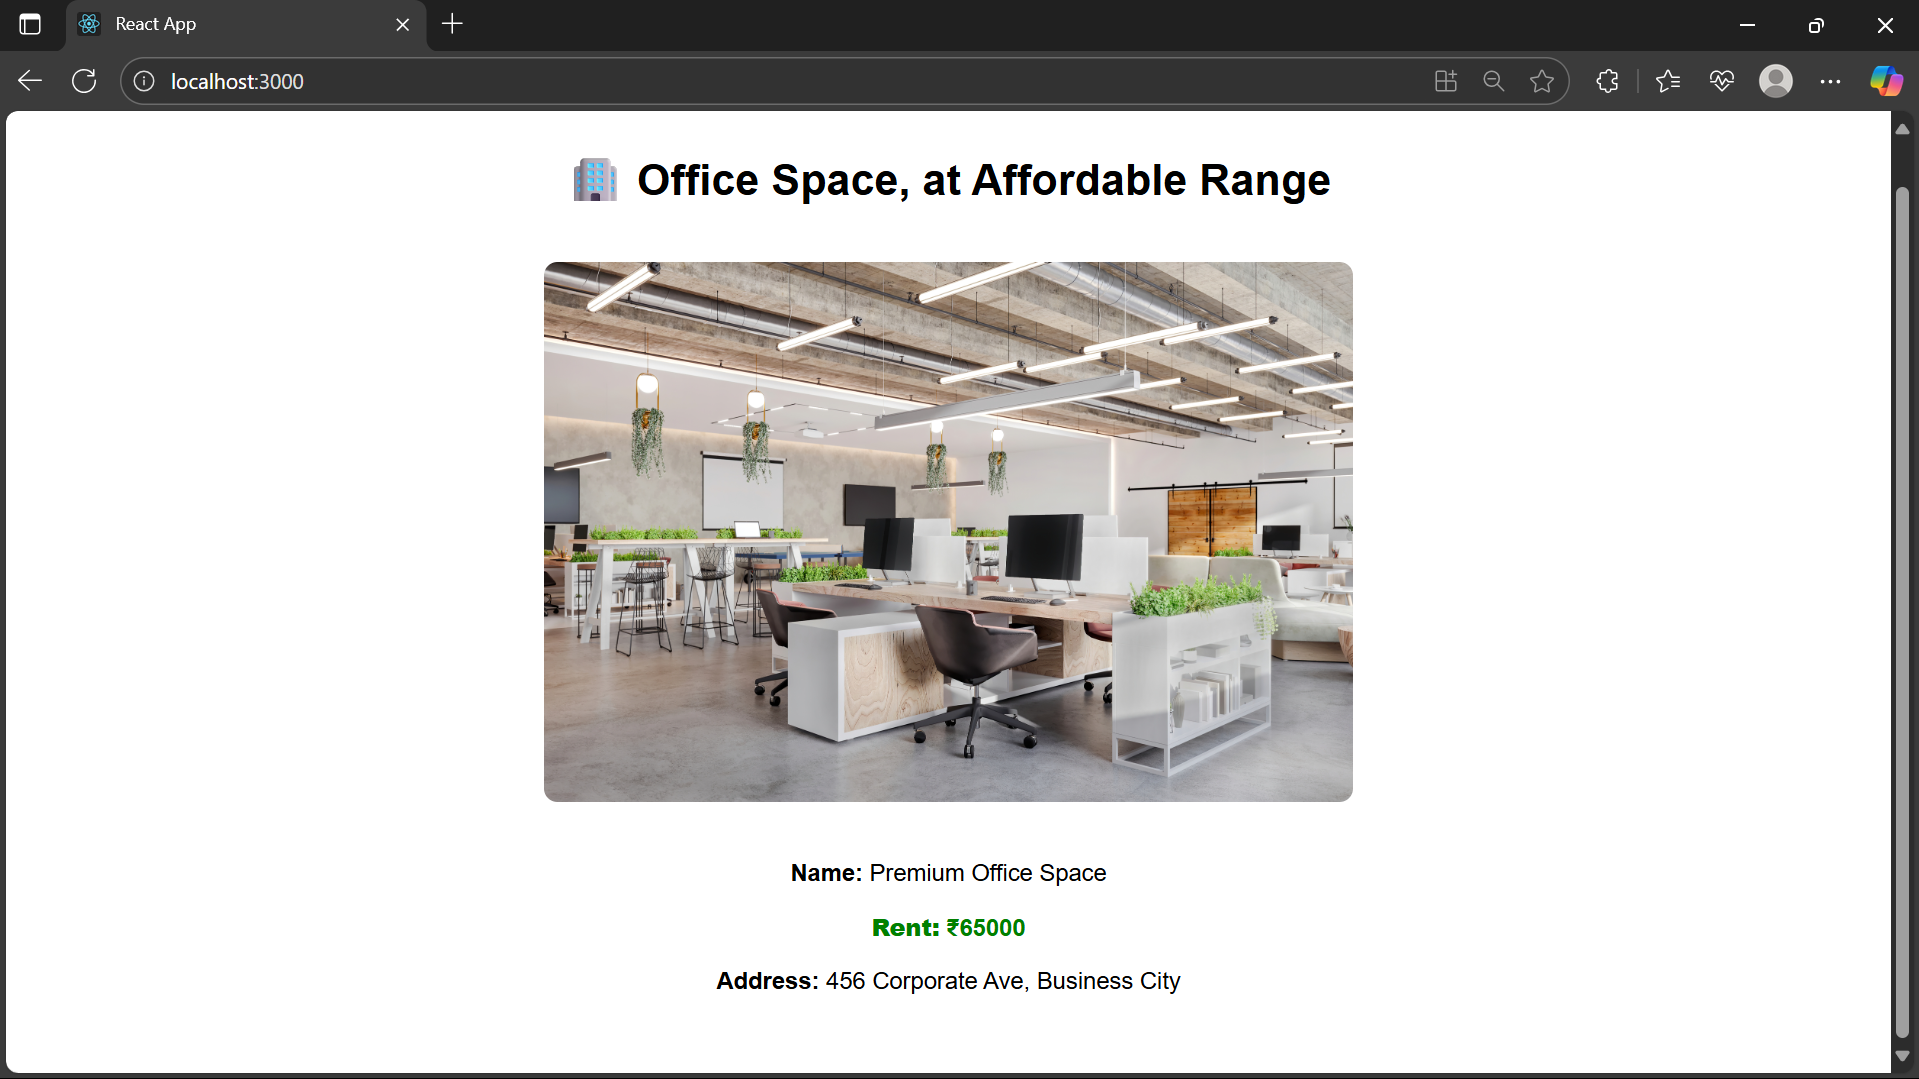 React App
localhost:3000
🏢 Office Space, at Affordable Range
Name: Premium Office Space
Rent: ₹65000
Address: 456 Corporate Ave, Business City